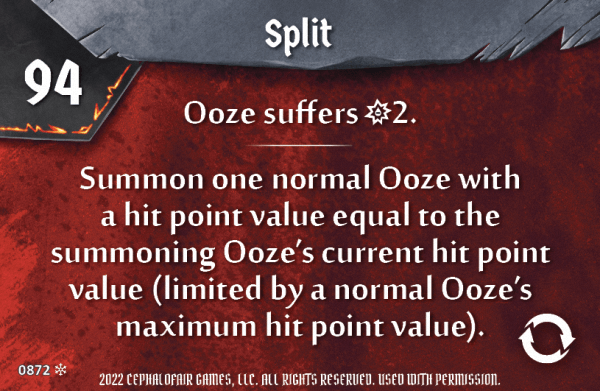 Split
94
Ooze suffers 2.
Summon one normal Ooze with
a hit point value equal to the
summoning Ooze's current hit point
value (limited by a normal Ooze's
maximum hit point value).
0872
2022 CEPHALOFAIR GAMES, LLC. ALL RIGHTS RESERVED. USED WITH PERMISSION.